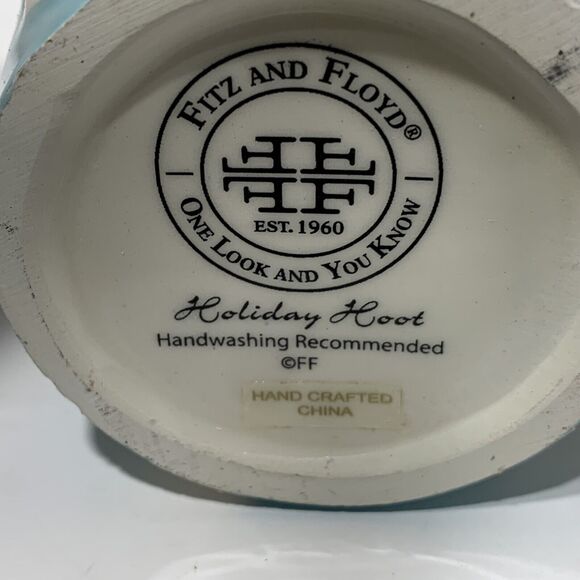 FITZ AND FLOYD®
EST. 1960
ONE LOOK AND YOU KNOW
Holiday Hoot
Handwashing Recommended
©FF
HAND CRAFTED
CHINA